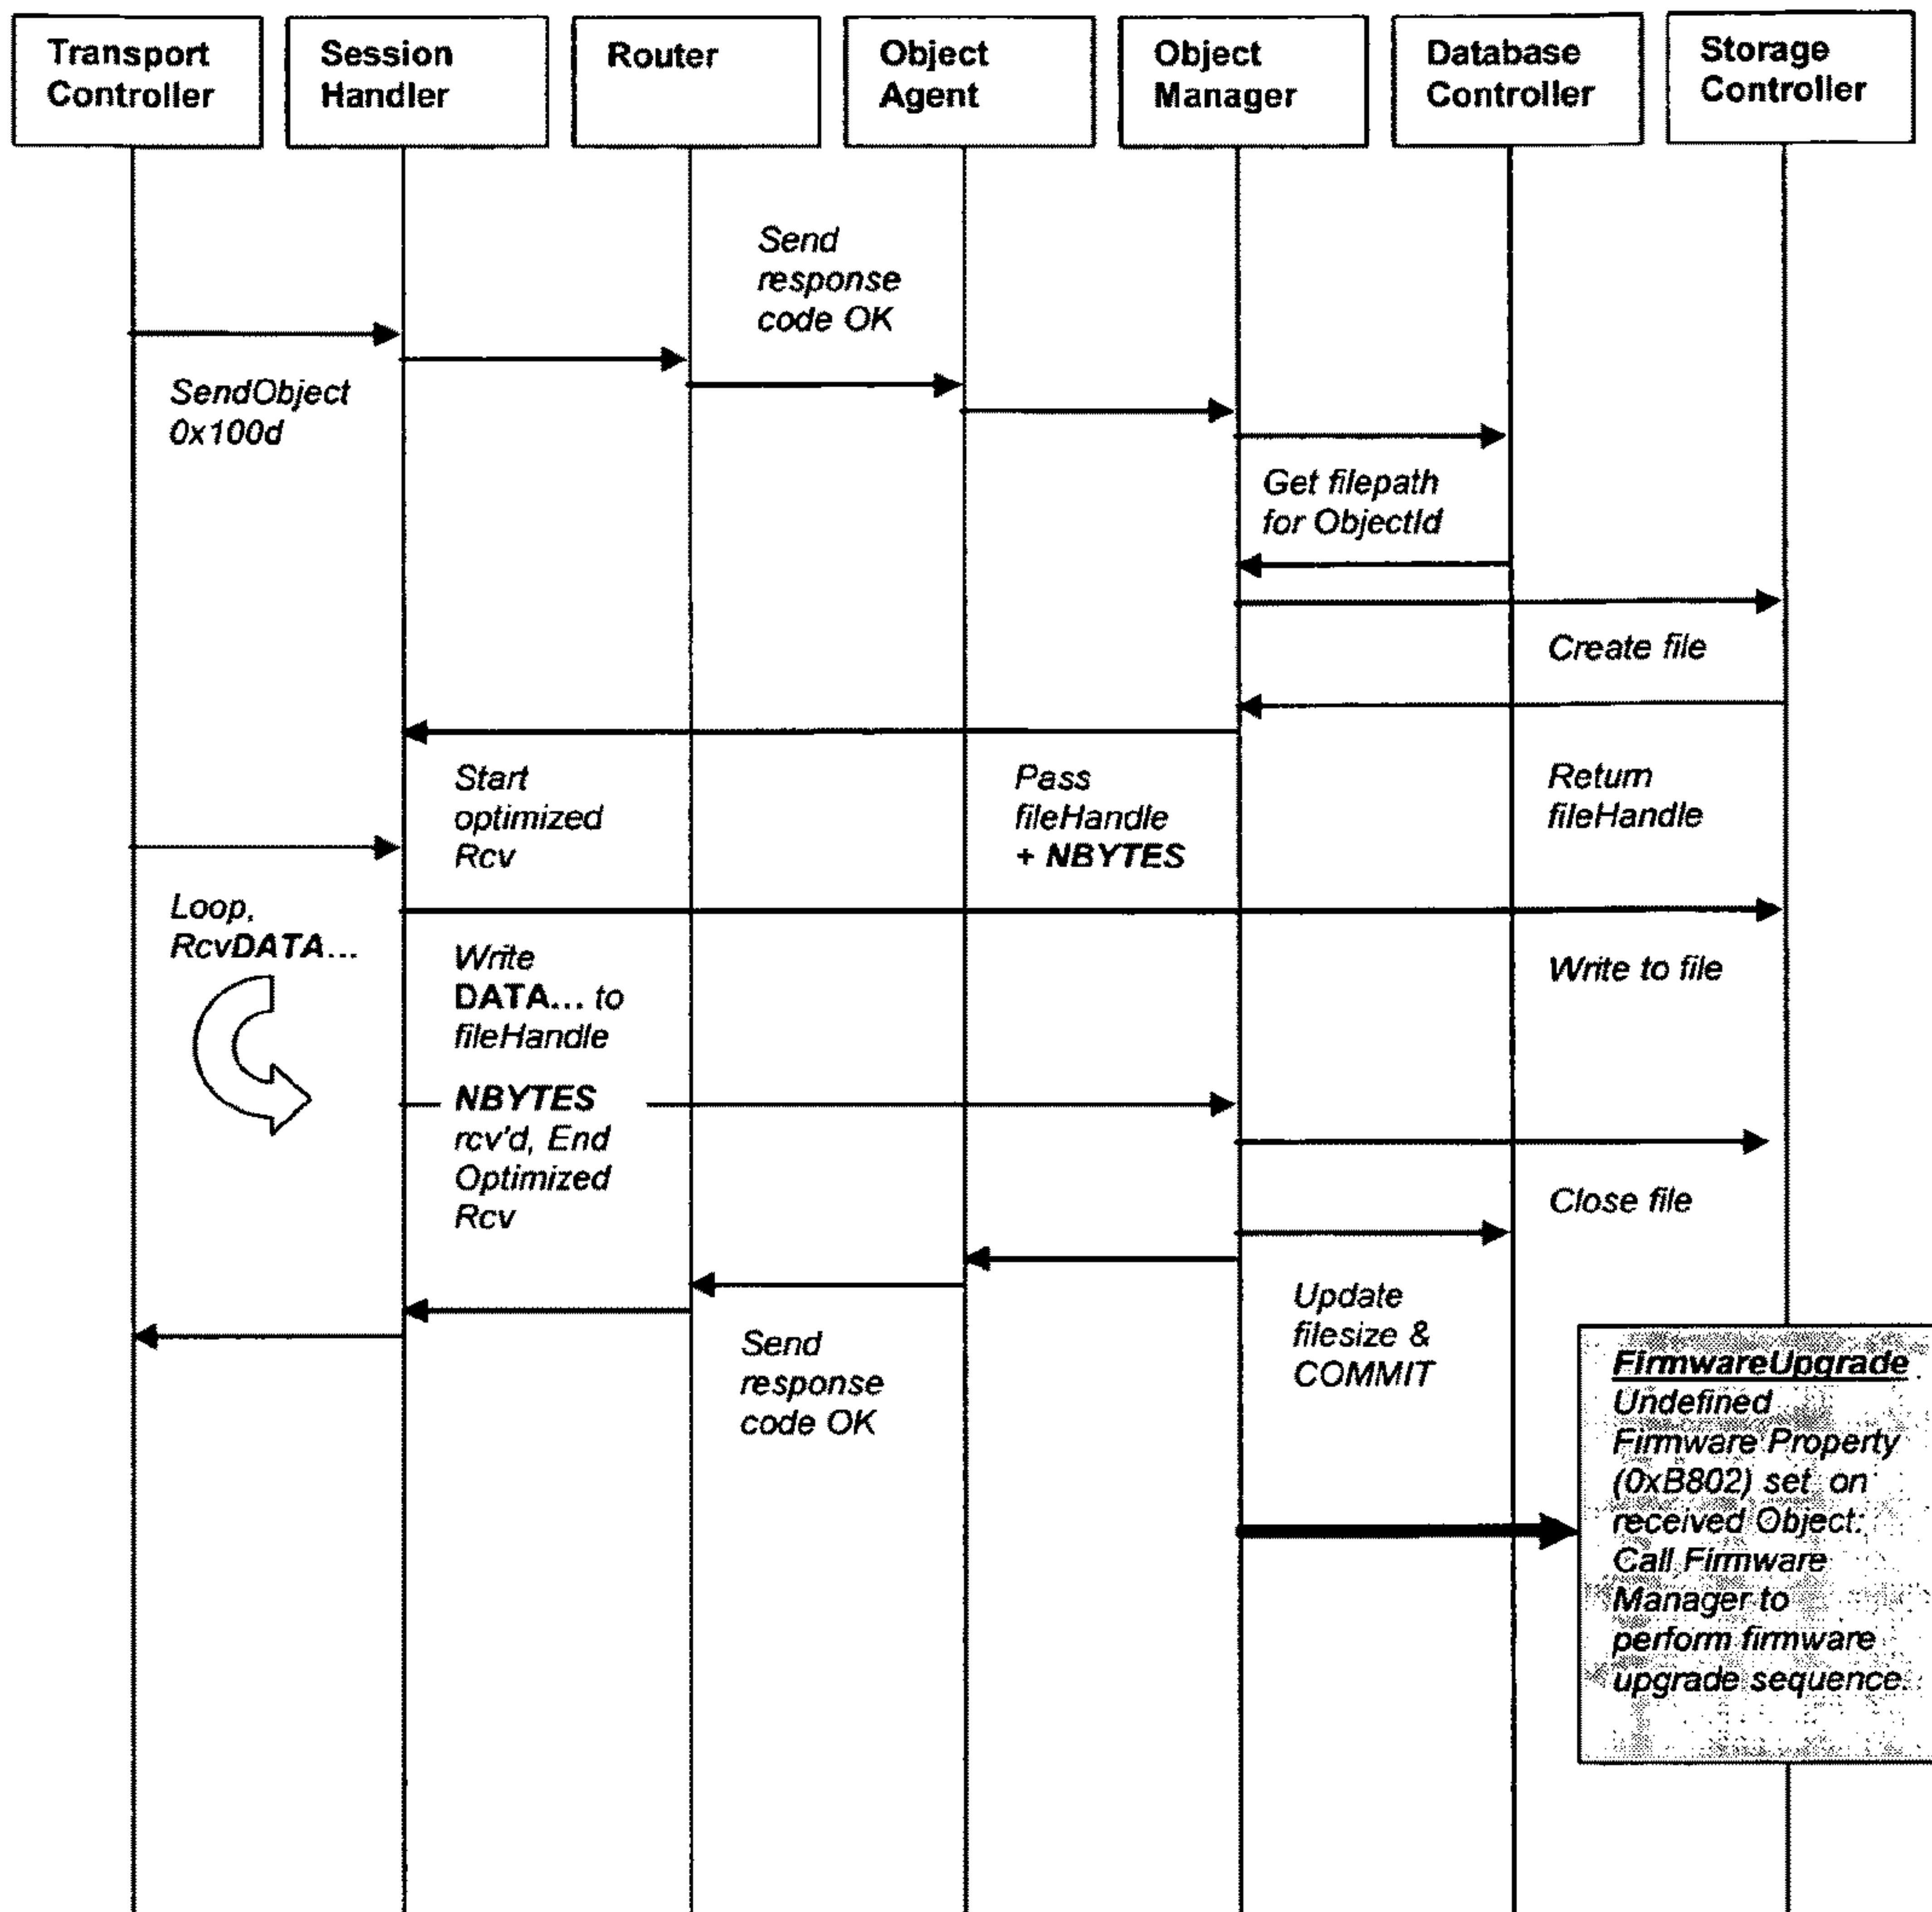 Transport
Controller
Session
Handler
Router
Object
Agent
Object
Manager
Database
Controller
Storage
Controller
Send
response
code OK
SendObject
0x100d
Get filepath
for ObjectId
Create file
Start
optimized
Rcv
Pass
fileHandle
+ NBYTES
Return
fileHandle
Loop,
RcvDATA...
Write
DATA... to
fileHandle
Write to file
NBYTES
rcv'd, End
Optimized
Rcv
Close file
Update
filesize &
COMMIT
Send
response
code OK
FirmwareUpgrade
Undefined
Firmware Property
(0xB802) set on
received Object:
Call Firmware
Manager to
perform firmware
upgrade sequence.